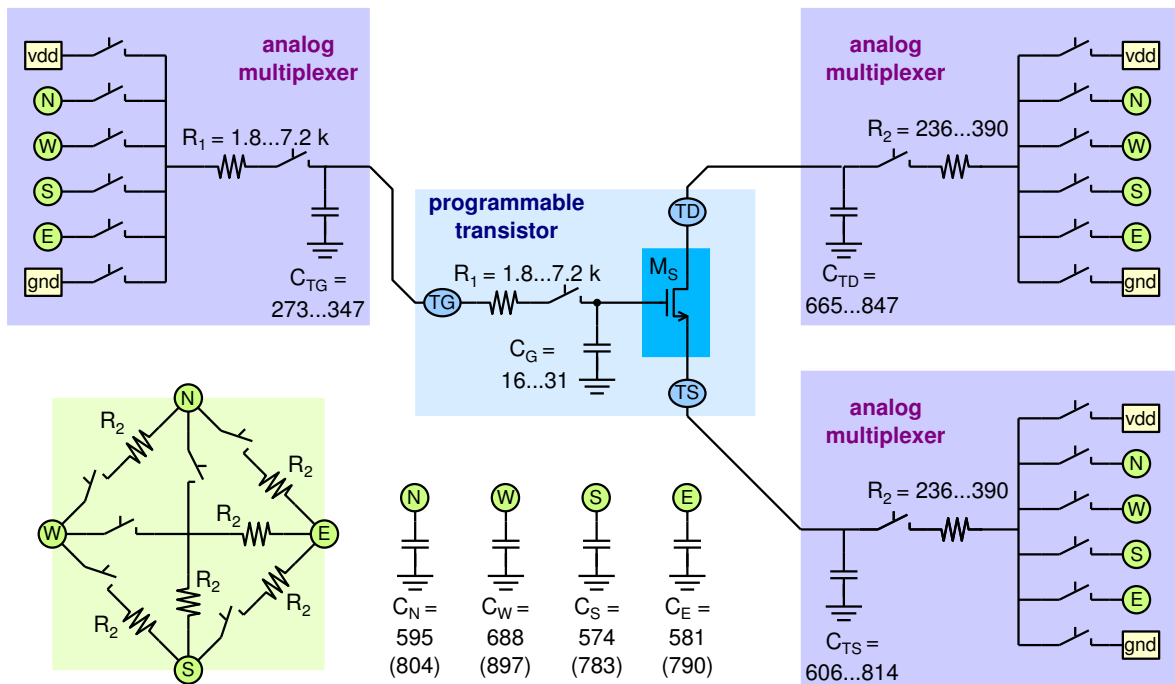 analog
multiplexer
vdd
N
W
S
E
gnd
R1 = 1.8...7.2 k
CTG =
273...347
programmable
transistor
R1 = 1.8...7.2 k
TG
TD
MS
CG =
16...31
TS
analog
multiplexer
R2 = 236...390
vdd
N
W
S
E
gnd
CTD =
665...847
analog
multiplexer
R2 = 236...390
vdd
N
W
S
E
gnd
CTS =
606...814
N
R2
R2
W
R2
E
R2
R2
R2
S
N
W
S
E
CN =
CW =
CS =
CE =
595
688
574
581
(804)
(897)
(783)
(790)